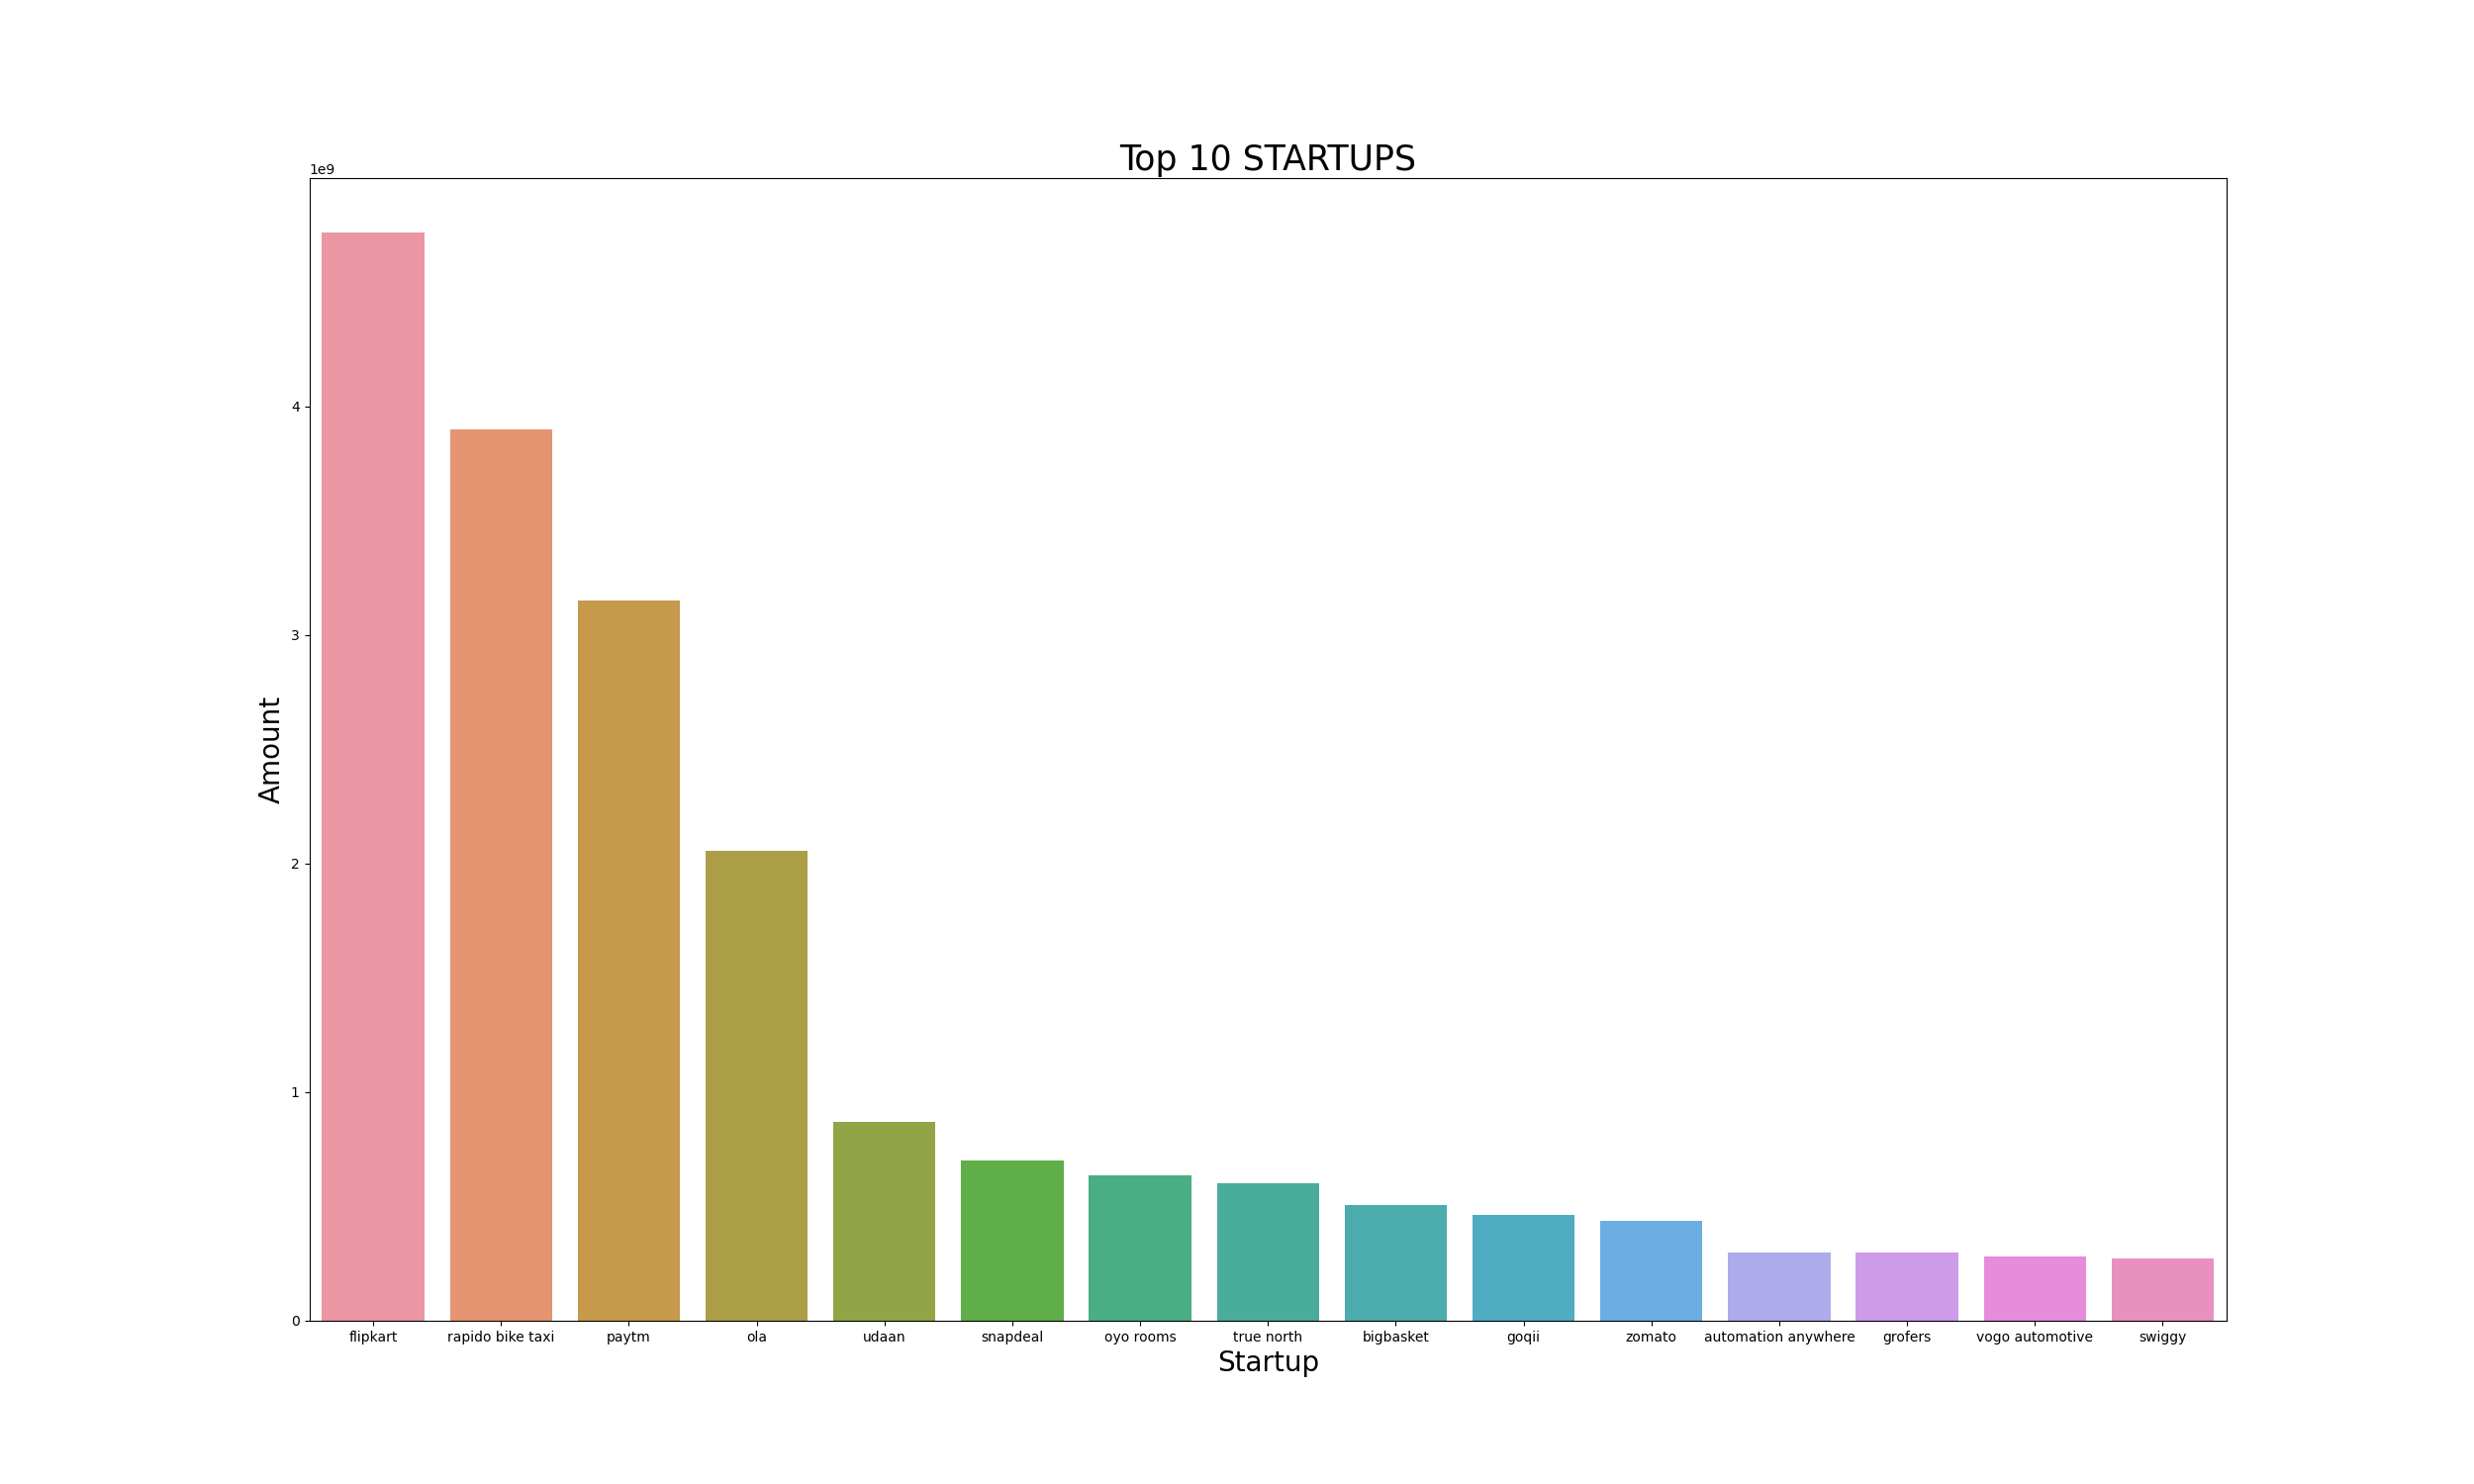 Top 10 STARTUPS
1e9
4
3
2
1
0
Amount
flipkart rapido bike taxi paytm ola udaan snapdeal oyo rooms true north bigbasket goqii zomato automation anywhere grofers vogo automotive swiggy
Startup